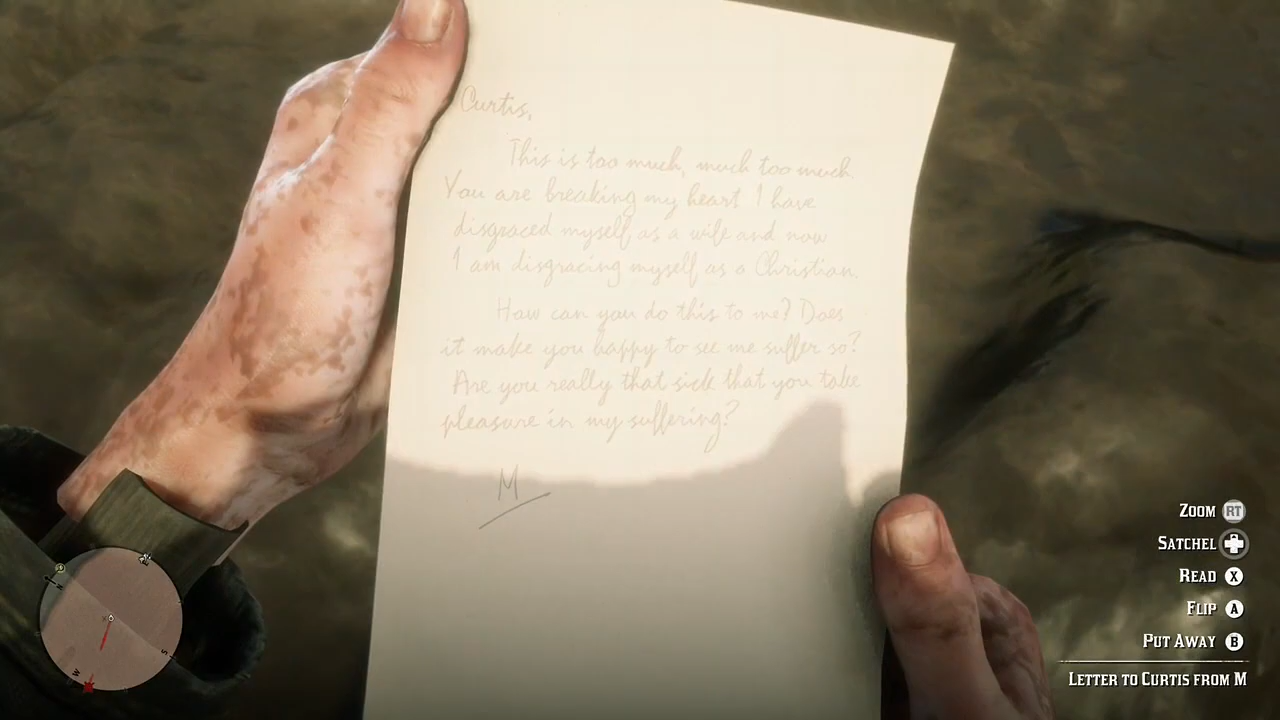 Curtis,
This is too much, much too much.
You are breaking my heart I have
disgraced myself as a wife and now
I am disgracing myself as a Christian.
How can you do this to me? Does
it make you happy to see me suffer so?
Are you really that sick that you take
pleasure in my suffering?
M
ZOOM RT
SATCHEL
READ X
FLIP A
PUT AWAY B
LETTER TO CURTIS FROM M
N
S
W